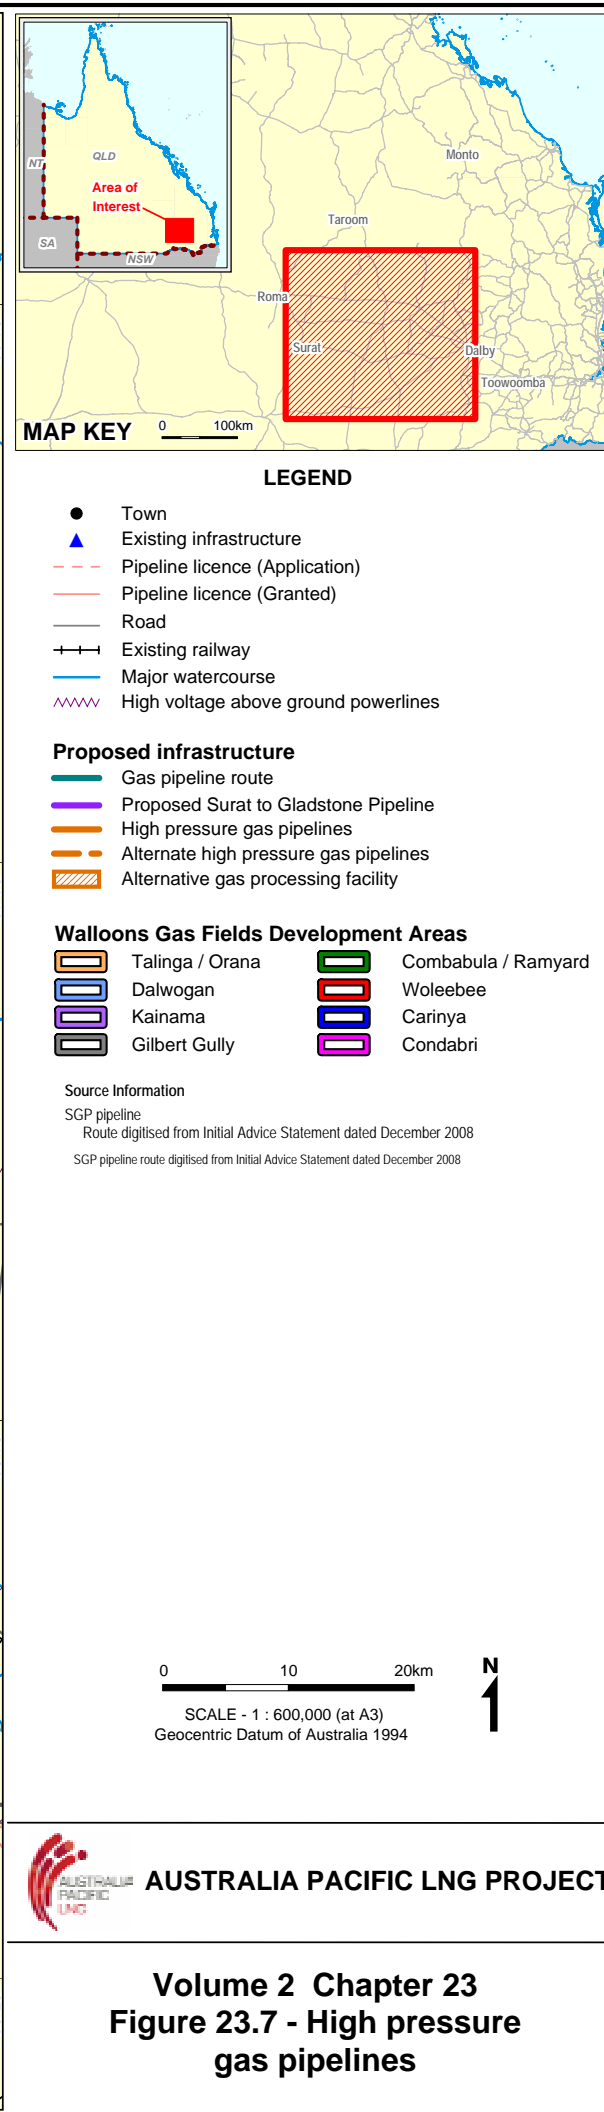 NT
QLD
Area of
Interest
SA
NSW
Monto
Taroom
Roma
Surat
Dalby
Toowoomba
MAP KEY
0 100km
LEGEND
Town
Existing infrastructure
Pipeline licence (Application)
Pipeline licence (Granted)
Road
Existing railway
Major watercourse
High voltage above ground powerlines
Proposed infrastructure
Gas pipeline route
Proposed Surat to Gladstone Pipeline
High pressure gas pipelines
Alternate high pressure gas pipelines
Alternative gas processing facility
Walloons Gas Fields Development Areas
Talinga / Orana Combabula / Ramyard
Dalwogan Woleebee
Kainama Carinya
Gilbert Gully Condabri
Source Information
SGP pipeline
Route digitised from Initial Advice Statement dated December 2008
SGP pipeline route digitised from Initial Advice Statement dated December 2008
0 10 20km
N
SCALE - 1 : 600,000 (at A3)
Geocentric Datum of Australia 1994
AUSTRALIA
PACIFIC
LNG
AUSTRALIA PACIFIC LNG PROJECT
Volume 2 Chapter 23
Figure 23.7 - High pressure
gas pipelines